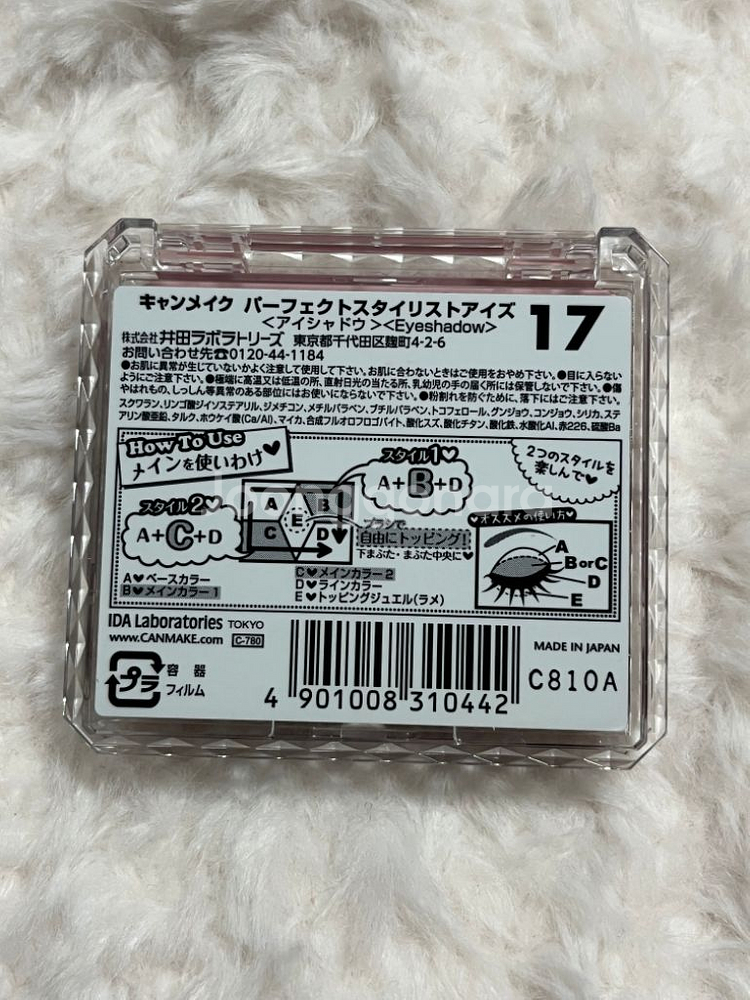 キャンメイク パーフェクトスタイリストアイズ 17
＜アイシャドウ＞＜Eyeshadow＞
株式会社 井田ラボラトリーズ 東京都千代田区麹町4-2-6
お問い合わせ先☎0120-44-1184
●お肌に異常が生じていないかよく注意して使用して下さい。お肌に合わないときはご使用をおやめ下さい。●目に入らない
ようにご注意下さい。●極端に高温又は低温の所、直射日光の当たる所、乳幼児の手の届く所には保管しないで下さい。●傷
やはれもの、しっしん等異常のある部位にはお使いにならないで下さい。●粉割れを防ぐために、落下にはご注意下さい。
スクワラン、リンゴ酸ジイソステアリル、ジメチコン、メチルパラベン、ブチルパラベン、トコフェロール、グンジョウ、コンジョウ、シリカ、ステ
アリン酸亜鉛、タルク、ホウケイ酸(Ca/Al)、マイカ、合成フルオロフロゴパイト、酸化スズ、酸化チタン、酸化鉄、水酸化Al、赤226、硫酸Ba
How To Use
メインを使いわけ♥
スタイル1♥
A+B+D
2つのスタイルを
楽しんで♥
スタイル2♥
A+C+D
A B
E
C D♥
ブラシで
自由にトッピング!
下まぶた・まぶた中央に♥
♥オススメの使い方♥
A
B or C
D
E
A♥ベースカラー
B♥メインカラー1
C♥メインカラー2
D♥ラインカラー
E♥トッピングジュエル(ラメ)
IDA Laboratories TOKYO
www.CANMAKE.com C-780
MADE IN JAPAN
プラ
容器
フィルム
4 901008 310442
C810A
Joongonara